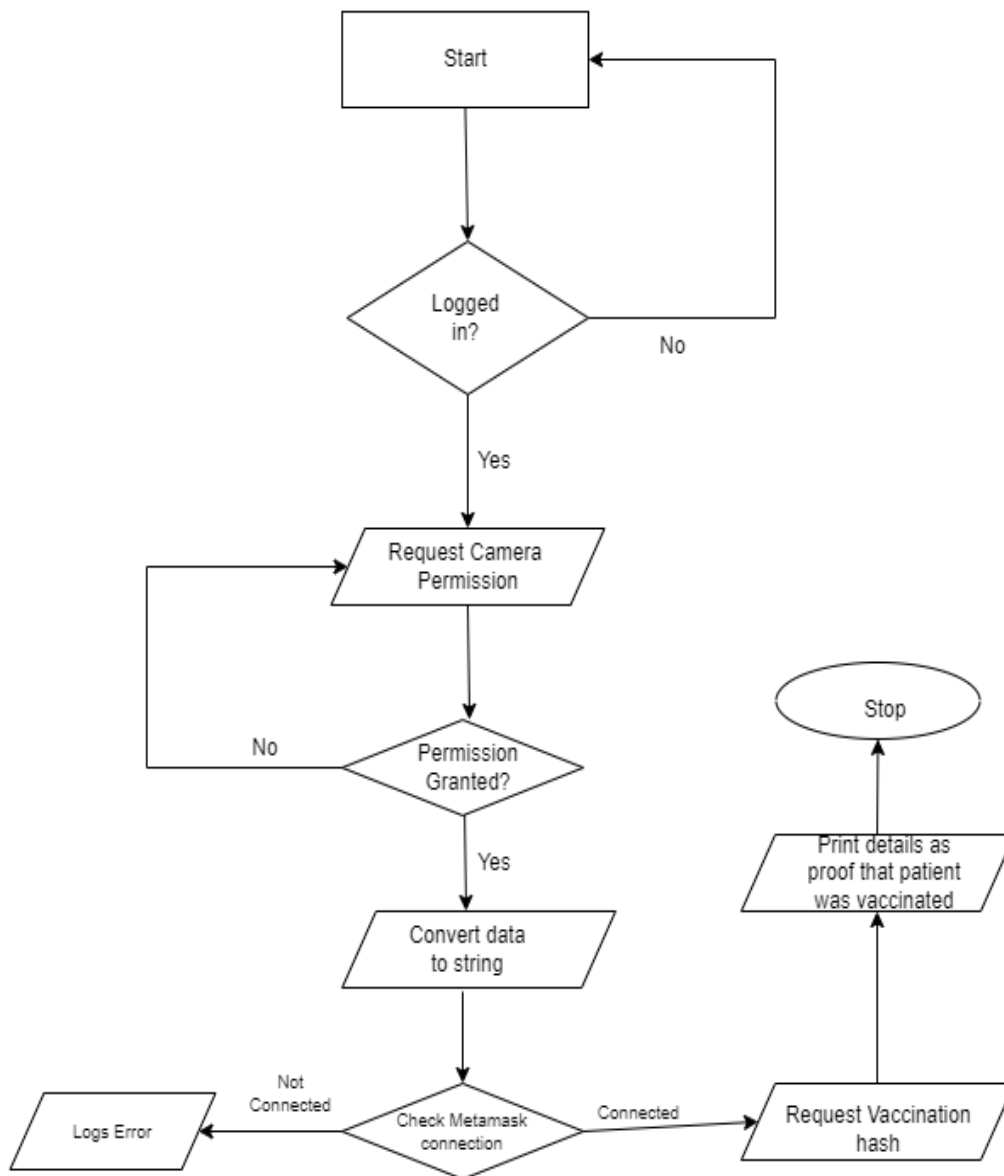 Start
Logged
in?
No
Yes
Request Camera
Permission
Permission
Granted?
No
Yes
Convert data
to string
Check Metamask
connection
Not
Connected
Logs Error
Connected
Request Vaccination
hash
Print details as
proof that patient
was vaccinated
Stop